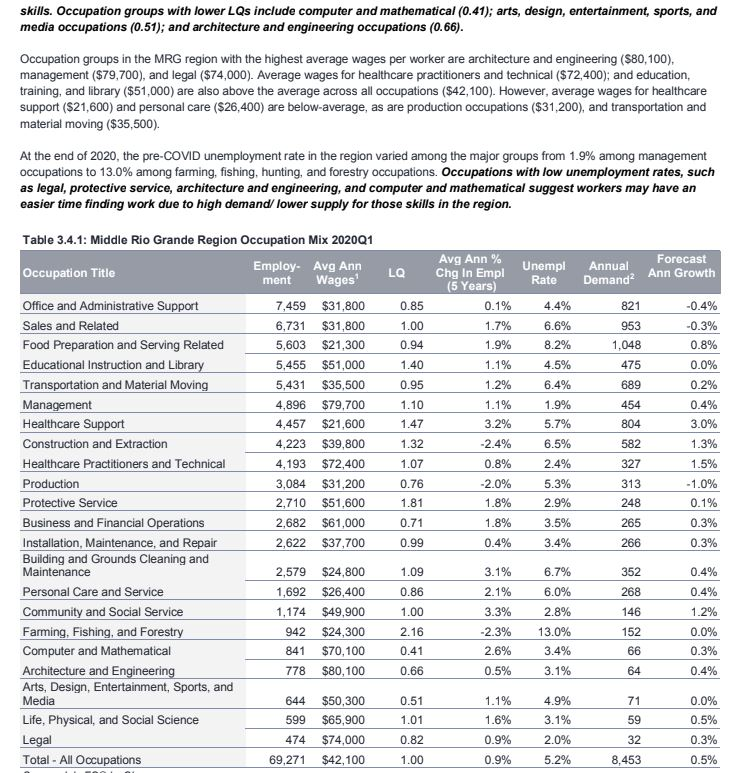 skills. Occupation groups with lower LQs include computer and mathematical (0.41); arts, design, entertainment, sports, and
media occupations (0.51); and architecture and engineering occupations (0.66).
Occupation groups in the MRG region with the highest average wages per worker are architecture and engineering ($80,100),
management ($79,700), and legal ($74,000). Average wages for healthcare practitioners and technical ($72,400); and education,
training, and library ($51,000) are also above the average across all occupations ($42,100). However, average wages for healthcare
support ($21,600) and personal care ($26,400) are below-average, as are production occupations ($31,200), and transportation and
material moving ($35,500).
At the end of 2020, the pre-COVID unemployment rate in the region varied among the major groups from 1.9% among management
occupations to 13.0% among farming, fishing, hunting, and forestry occupations. Occupations with low unemployment rates, such
as legal, protective service, architecture and engineering, and computer and mathematical suggest workers may have an
easier time finding work due to high demand/ lower supply for those skills in the region.
Table 3.4.1: Middle Rio Grande Region Occupation Mix 2020Q1
Occupation Title Employ-ment Avg Ann Wages¹ LQ Avg Ann % Chg In Empl (5 Years) Unempl Rate Annual Demand² Forecast Ann Growth
Office and Administrative Support 7,459 $31,800 0.85 0.1% 4.4% 821 -0.4%
Sales and Related 6,731 $31,800 1.00 1.7% 6.6% 953 -0.3%
Food Preparation and Serving Related 5,603 $21,300 0.94 1.9% 8.2% 1,048 0.8%
Educational Instruction and Library 5,455 $51,000 1.40 1.1% 4.5% 475 0.0%
Transportation and Material Moving 5,431 $35,500 0.95 1.2% 6.4% 689 0.2%
Management 4,896 $79,700 1.10 1.1% 1.9% 454 0.4%
Healthcare Support 4,457 $21,600 1.47 3.2% 5.7% 804 3.0%
Construction and Extraction 4,223 $39,800 1.32 -2.4% 6.5% 582 1.3%
Healthcare Practitioners and Technical 4,193 $72,400 1.07 0.8% 2.4% 327 1.5%
Production 3,084 $31,200 0.76 -2.0% 5.3% 313 -1.0%
Protective Service 2,710 $51,600 1.81 1.8% 2.9% 248 0.1%
Business and Financial Operations 2,682 $61,000 0.71 1.8% 3.5% 265 0.3%
Installation, Maintenance, and Repair 2,622 $37,700 0.99 0.4% 3.4% 266 0.3%
Building and Grounds Cleaning and
Maintenance 2,579 $24,800 1.09 3.1% 6.7% 352 0.4%
Personal Care and Service 1,692 $26,400 0.86 2.1% 6.0% 268 0.4%
Community and Social Service 1,174 $49,900 1.00 3.3% 2.8% 146 1.2%
Farming, Fishing, and Forestry 942 $24,300 2.16 -2.3% 13.0% 152 0.0%
Computer and Mathematical 841 $70,100 0.41 2.6% 3.4% 66 0.3%
Architecture and Engineering 778 $80,100 0.66 0.5% 3.1% 64 0.4%
Arts, Design, Entertainment, Sports, and
Media 644 $50,300 0.51 1.1% 4.9% 71 0.0%
Life, Physical, and Social Science 599 $65,900 1.01 1.6% 3.1% 59 0.5%
Legal 474 $74,000 0.82 0.9% 2.0% 32 0.3%
Total - All Occupations 69,271 $42,100 1.00 0.9% 5.2% 8,453 0.5%